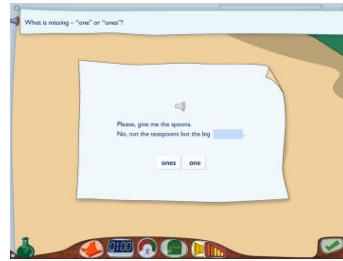 What is missing – "one" or "ones"?
Please, give me the spoons.
No, not the teaspoons but the big .
ones one
0100